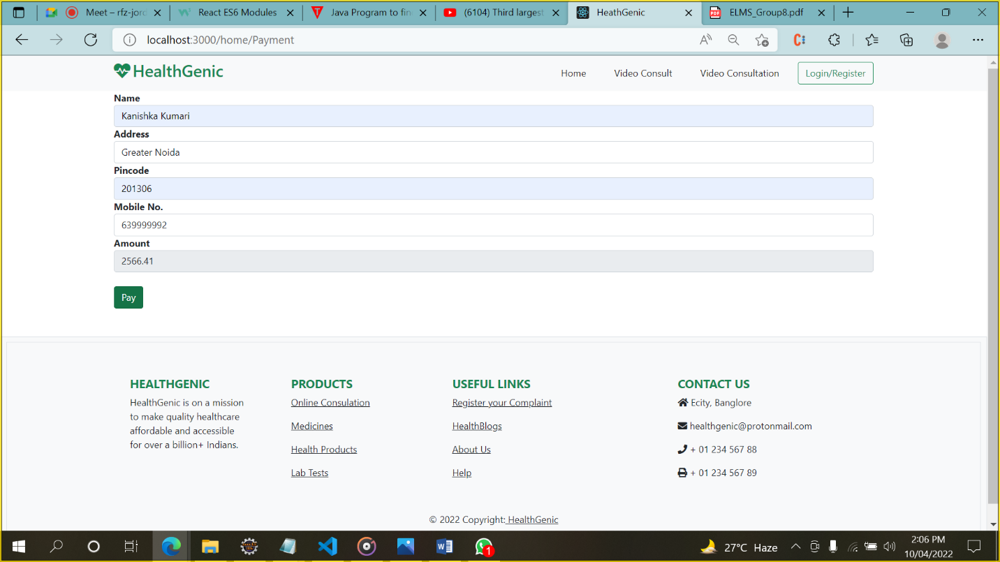 Meet – rfz-jord
React ES6 Modules
Java Program to fin
(6104) Third largest
HeathGenic
ELMS_Group8.pdf
localhost:3000/home/Payment
HealthGenic
Home
Video Consult
Video Consultation
Login/Register
Name
Kanishka Kumari
Address
Greater Noida
Pincode
201306
Mobile No.
639999992
Amount
2566.41
Pay
HEALTHGENIC
HealthGenic is on a mission
to make quality healthcare
affordable and accessible
for over a billion+ Indians.
PRODUCTS
Online Consulation
Medicines
Health Products
Lab Tests
USEFUL LINKS
Register your Complaint
HealthBlogs
About Us
Help
CONTACT US
Ecity, Banglore
healthgenic@protonmail.com
+ 01 234 567 88
+ 01 234 567 89
© 2022 Copyright: HealthGenic
1
27°C Haze
2:06 PM
10/04/2022